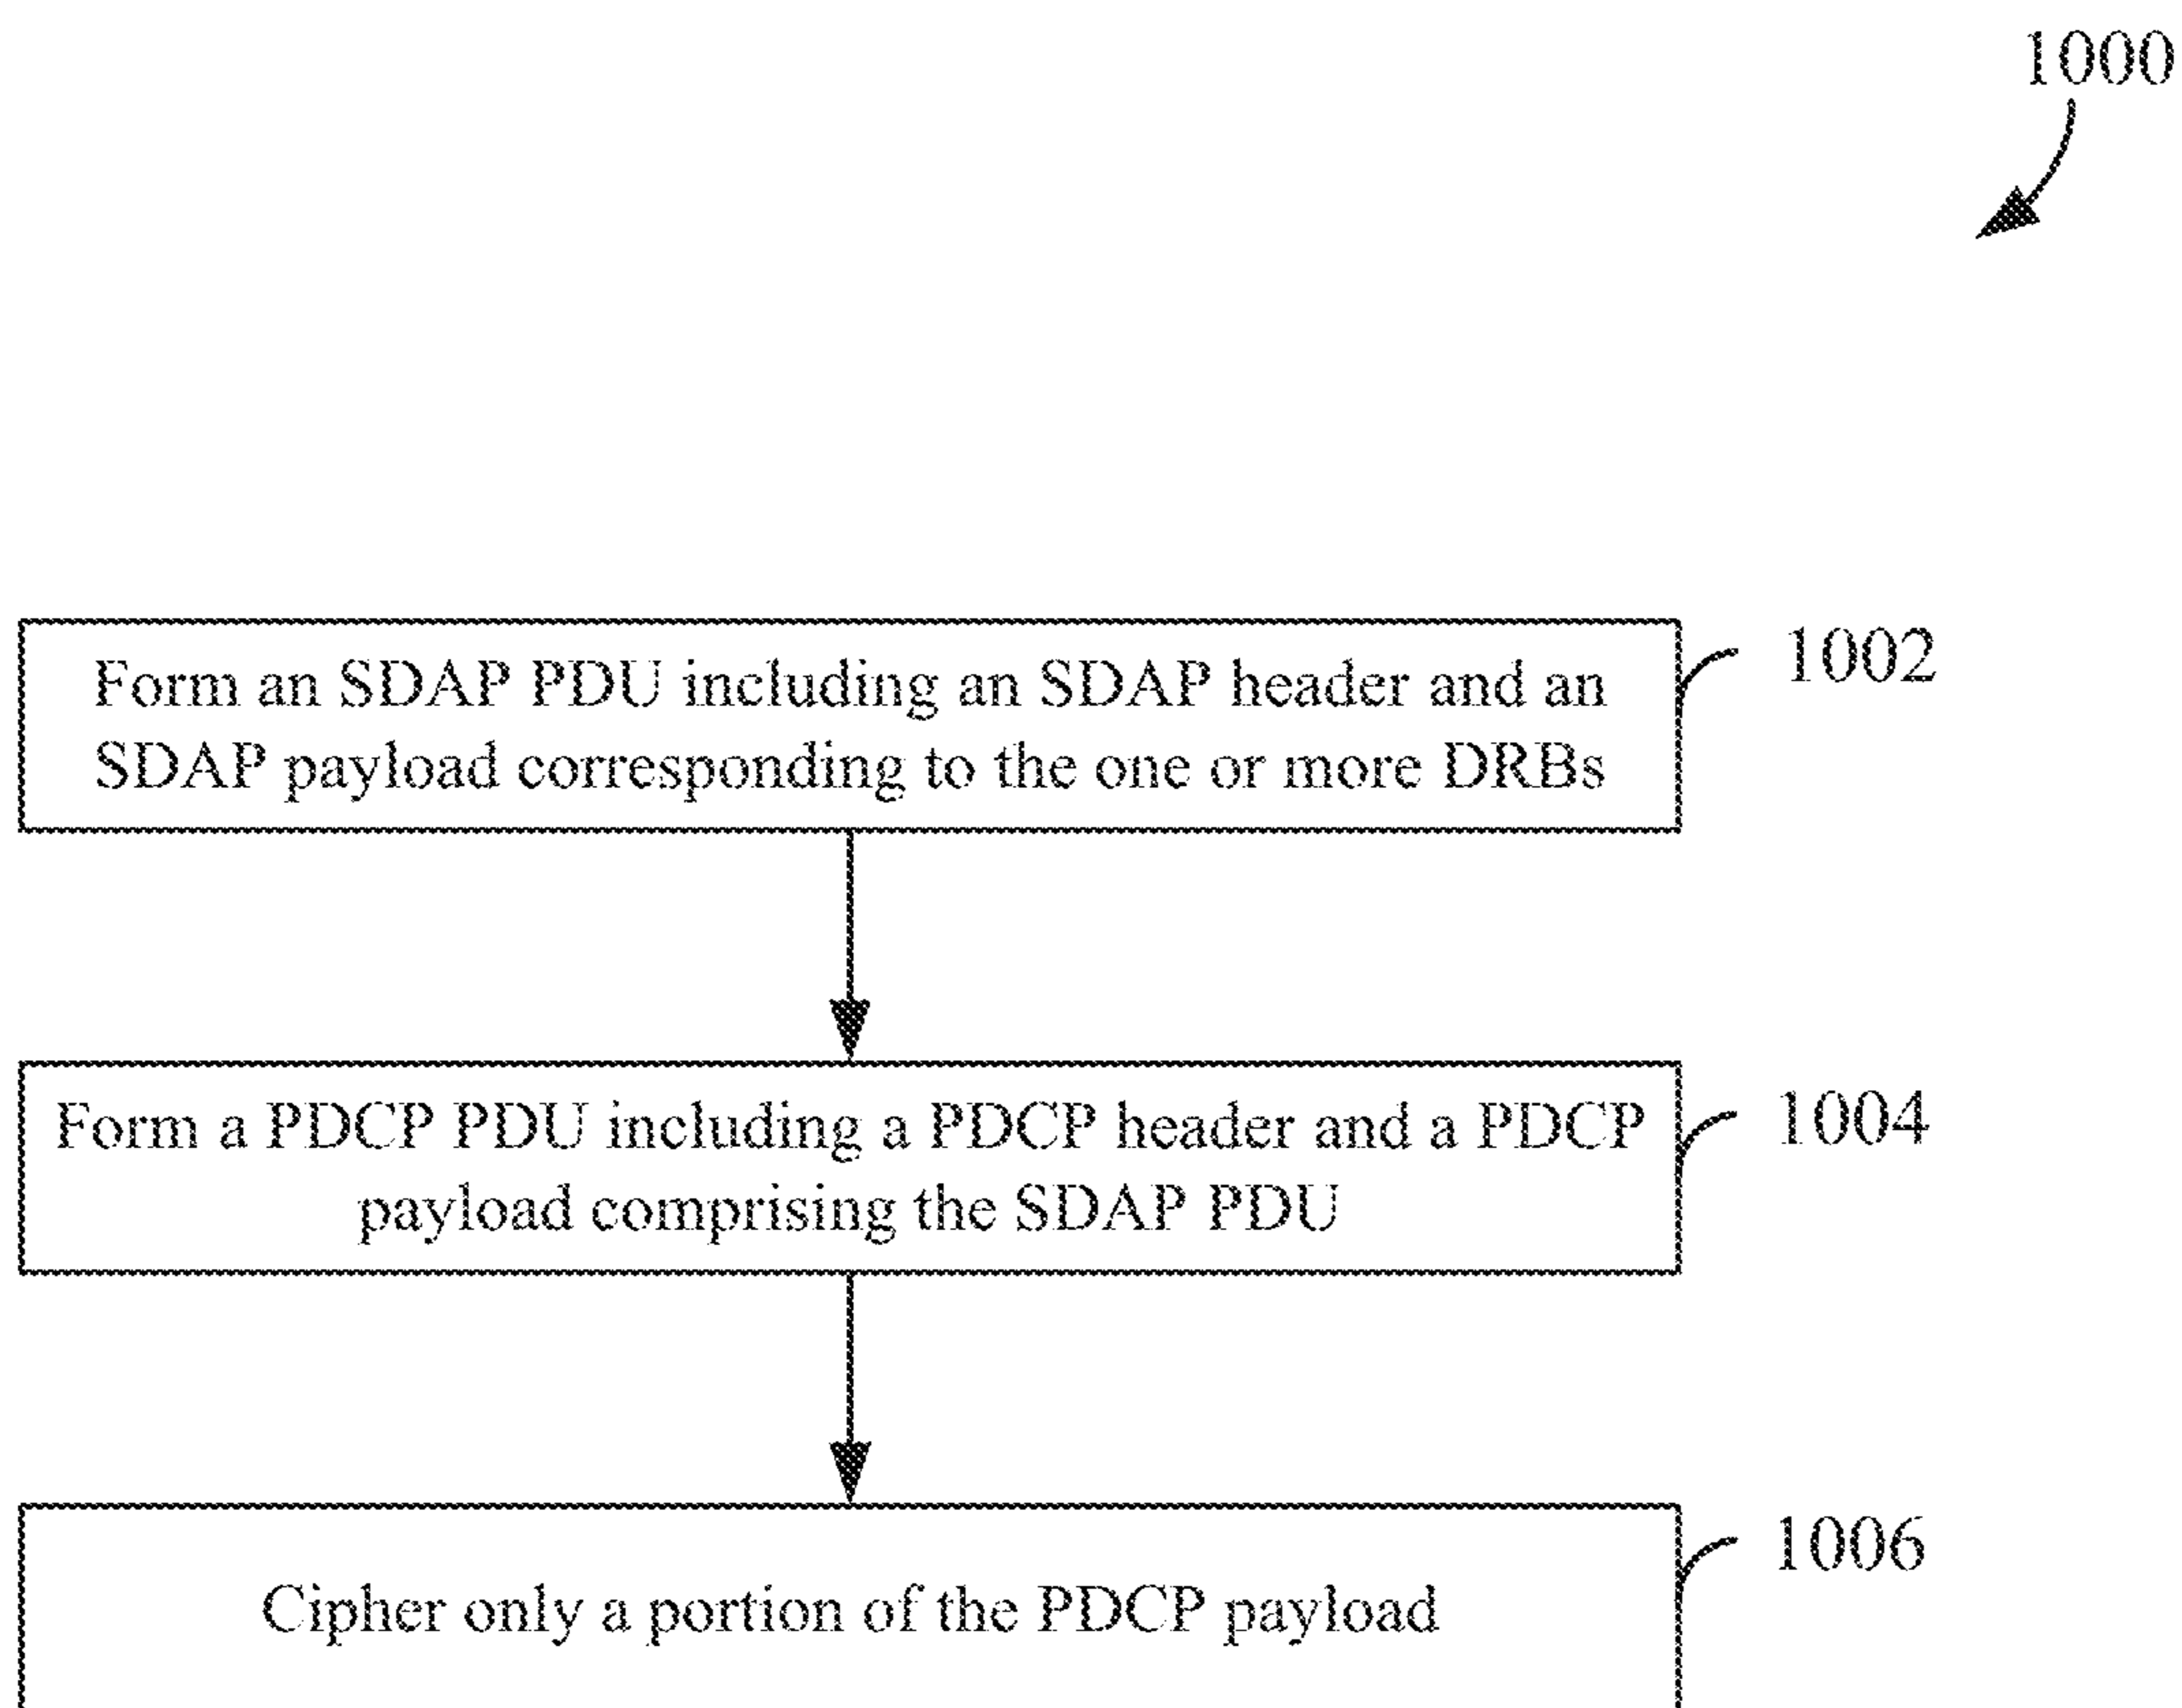 1000
Form an SDAP PDU including an SDAP header and an
SDAP payload corresponding to the one or more DRBs
1002
Form a PDCP PDU including a PDCP header and a PDCP
payload comprising the SDAP PDU
1004
Cipher only a portion of the PDCP payload
1006